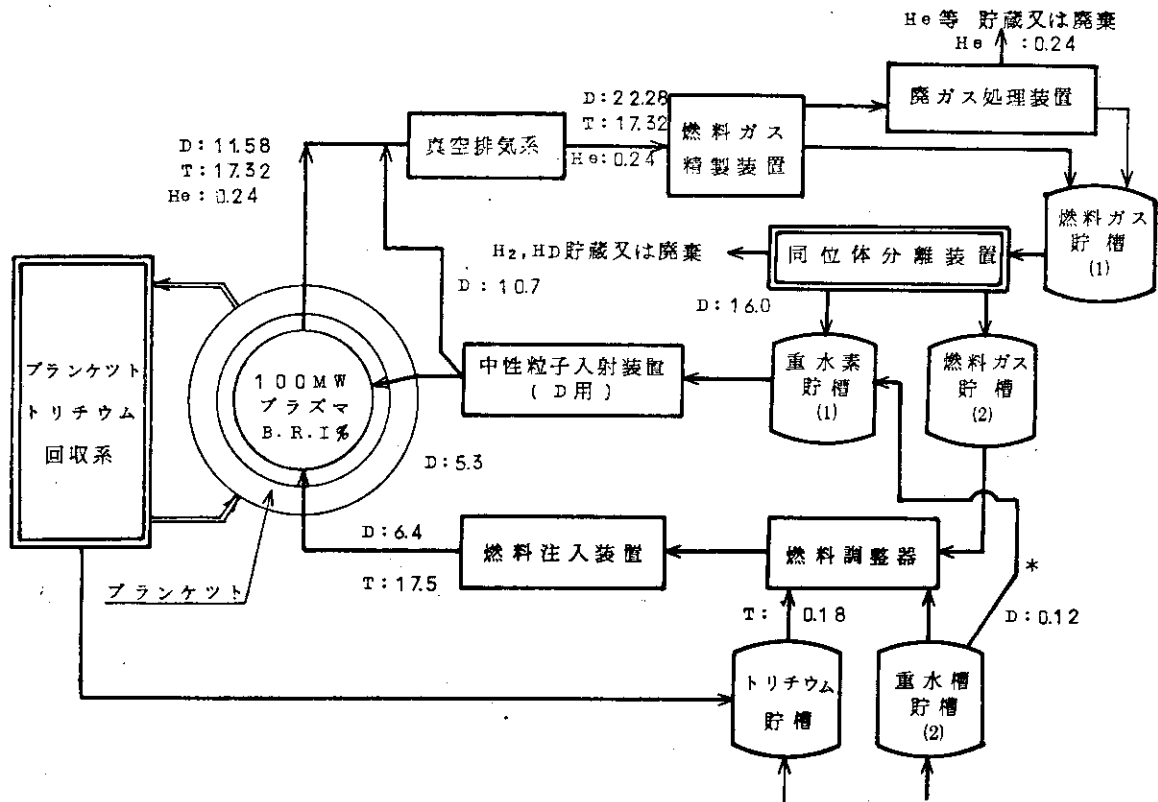 He等 貯蔵又は廃棄
He :0.24
D:22.28
T:17.32
He:0.24
燃料ガス
精製装置
廃ガス処理装置
D:11.58
T:17.32
He:0.24
真空排気系
燃料ガス
貯槽
(1)
H₂,HD貯蔵又は廃棄
同位体分離装置
D:10.7
D:16.0
ブランケツト
トリチウム
回収系
100MW
プラズマ
B.R.I%
中性粒子入射装置
(D用)
重水素
貯槽
(1)
燃料ガス
貯槽
(2)
D:5.3
D:6.4
T:17.5
燃料注入装置
燃料調整器
*
ブランケツト
T: 0.18
D:0.12
トリチウム
貯槽
重水槽
貯槽
(2)